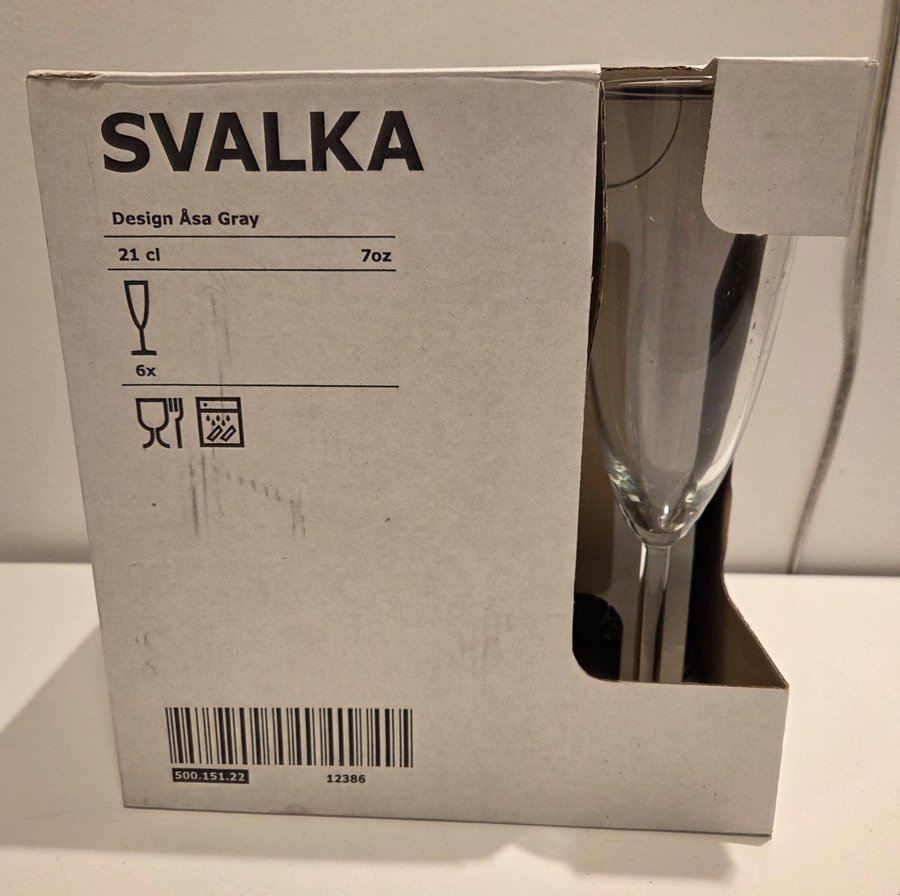 SVALKA
Design Åsa Gray
21 cl 7oz
6x
500.151.22 12386